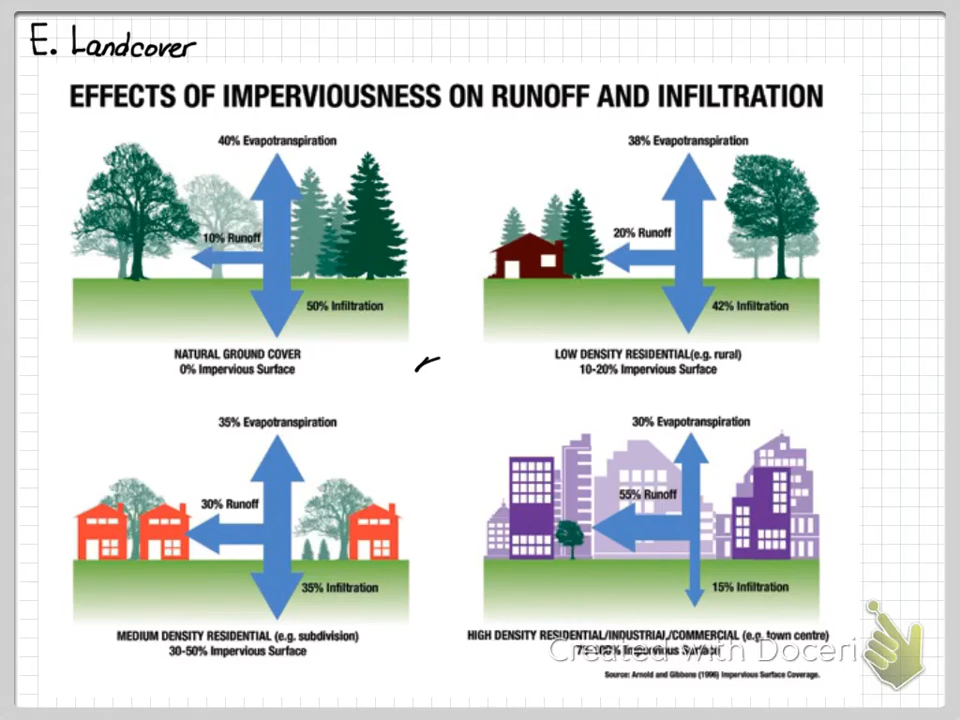 E. Landcover
EFFECTS OF IMPERVIOUSNESS ON RUNOFF AND INFILTRATION
40% Evapotranspiration
10% Runoff
50% Infiltration
NATURAL GROUND COVER
0% Impervious Surface
38% Evapotranspiration
20% Runoff
42% Infiltration
LOW DENSITY RESIDENTIAL(e.g. rural)
10-20% Impervious Surface
35% Evapotranspiration
30% Runoff
35% Infiltration
MEDIUM DENSITY RESIDENTIAL (e.g. subdivision)
30-50% Impervious Surface
30% Evapotranspiration
55% Runoff
15% Infiltration
HIGH DENSITY RESIDENTIAL/INDUSTRIAL/COMMERCIAL (e.g. town centre)
Impervious Surface
Created with Doceri
Source: Arnold and Gibbons (1996) Impervious Surface Coverage.